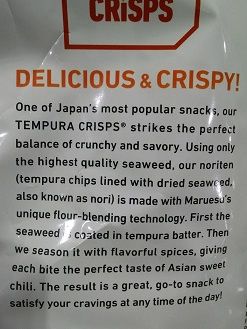 CRiSPS
DELICIOUS & CRISPY!
One of Japan's most popular snacks, our
TEMPURA CRISPS® strikes the perfect
balance of crunchy and savory. Using only
the highest quality seaweed, our noriten
(tempura chips lined with dried seaweed,
also known as nori) is made with Maruesu's
unique flour-blending technology. First the
seaweed is coated in tempura batter. Then
we season it with flavorful spices, giving
each bite the perfect taste of Asian sweet
chili. The result is a great, go-to snack to
satisfy your cravings at any time of the day!